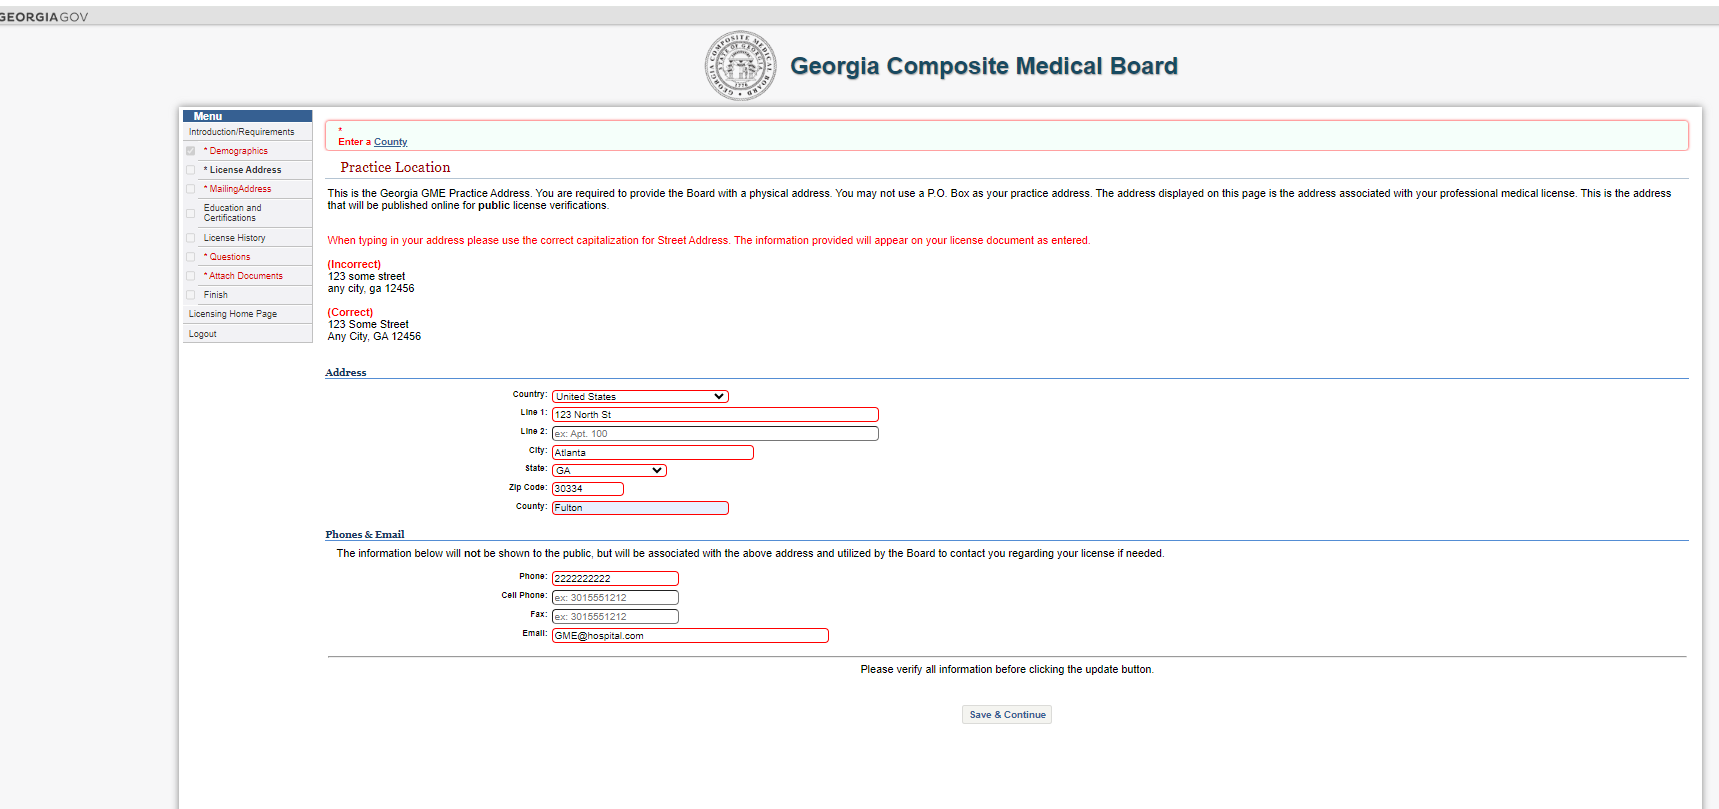 GEORGIAGOV
Georgia Composite Medical Board
Menu
Introduction/Requirements
* Demographics
* License Address
* MailingAddress
Education and
Certifications
License History
* Questions
* Attach Documents
Finish
Licensing Home Page
Logout
*
Enter a County
Practice Location
This is the Georgia GME Practice Address. You are required to provide the Board with a physical address. You may not use a P.O. Box as your practice address. The address displayed on this page is the address associated with your professional medical license. This is the address
that will be published online for public license verifications.
When typing in your address please use the correct capitalization for Street Address. The information provided will appear on your license document as entered.
(Incorrect)
123 some street
any city, ga 12456
(Correct)
123 Some Street
Any City, GA 12456
Address
Country: United States
Line 1: 123 North St
Line 2: ex: Apt. 100
City: Atlanta
State: GA
Zip Code: 30334
County: Fulton
Phones & Email
The information below will not be shown to the public, but will be associated with the above address and utilized by the Board to contact you regarding your license if needed.
Phone: 2222222222
Cell Phone: ex: 3015551212
Fax: ex: 3015551212
Email: GME@hospital.com
Please verify all information before clicking the update button.
Save & Continue